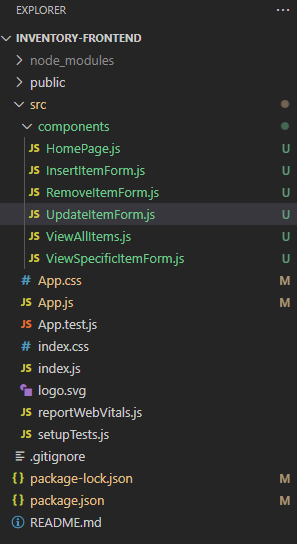 EXPLORER ...
INVENTORY-FRONTEND
node_modules
public
src
components
JS HomePage.js U
JS InsertItemForm.js U
JS RemoveItemForm.js U
JS UpdateItemForm.js U
JS ViewAllItems.js U
JS ViewSpecificItemForm.js U
# App.css M
JS App.js M
JS App.test.js
# index.css
JS index.js
logo.svg
JS reportWebVitals.js
JS setupTests.js
.gitignore
{} package-lock.json M
{} package.json M
README.md